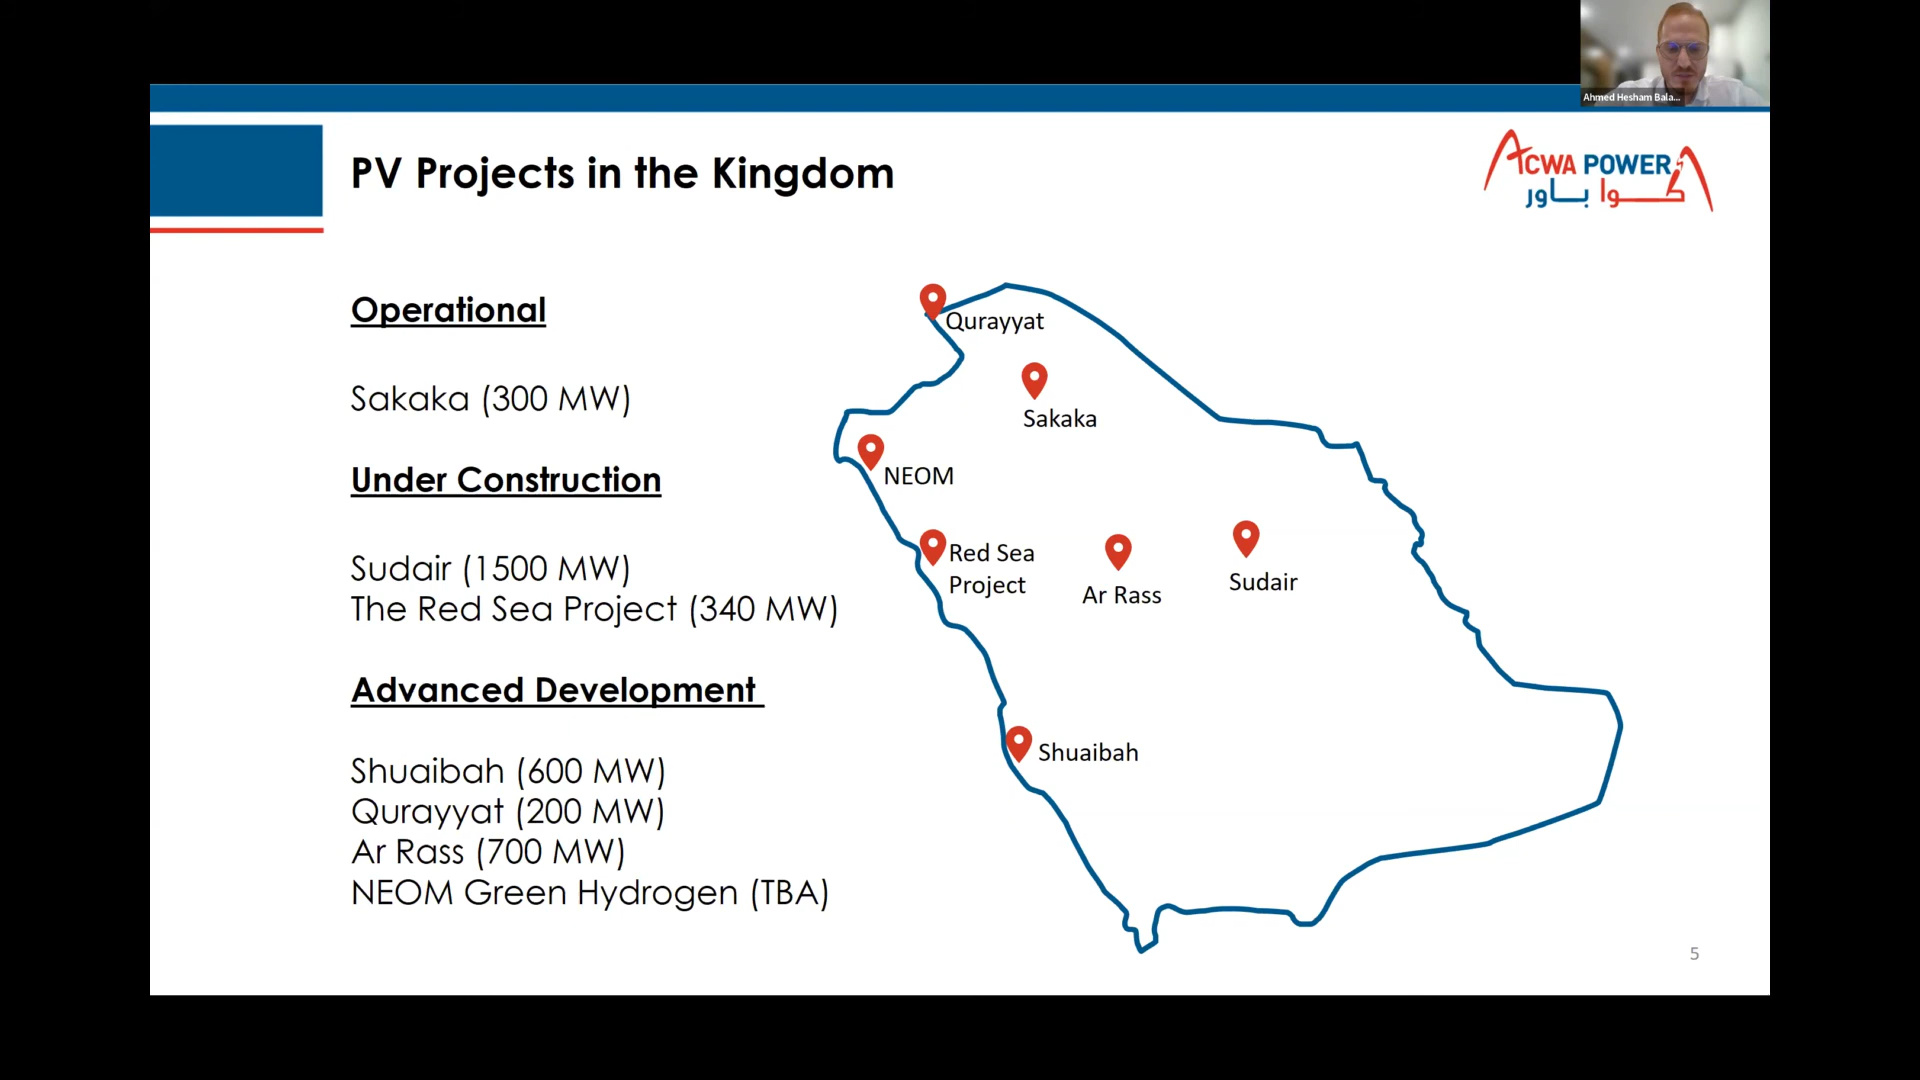 Ahmed Hesham Bala...
PV Projects in the Kingdom
ACWA POWER
أكوا باور
Operational
Sakaka (300 MW)
Under Construction
Sudair (1500 MW)
The Red Sea Project (340 MW)
Advanced Development
Shuaibah (600 MW)
Qurayyat (200 MW)
Ar Rass (700 MW)
NEOM Green Hydrogen (TBA)
Qurayyat
Sakaka
NEOM
Red Sea
Project
Ar Rass
Sudair
Shuaibah
5